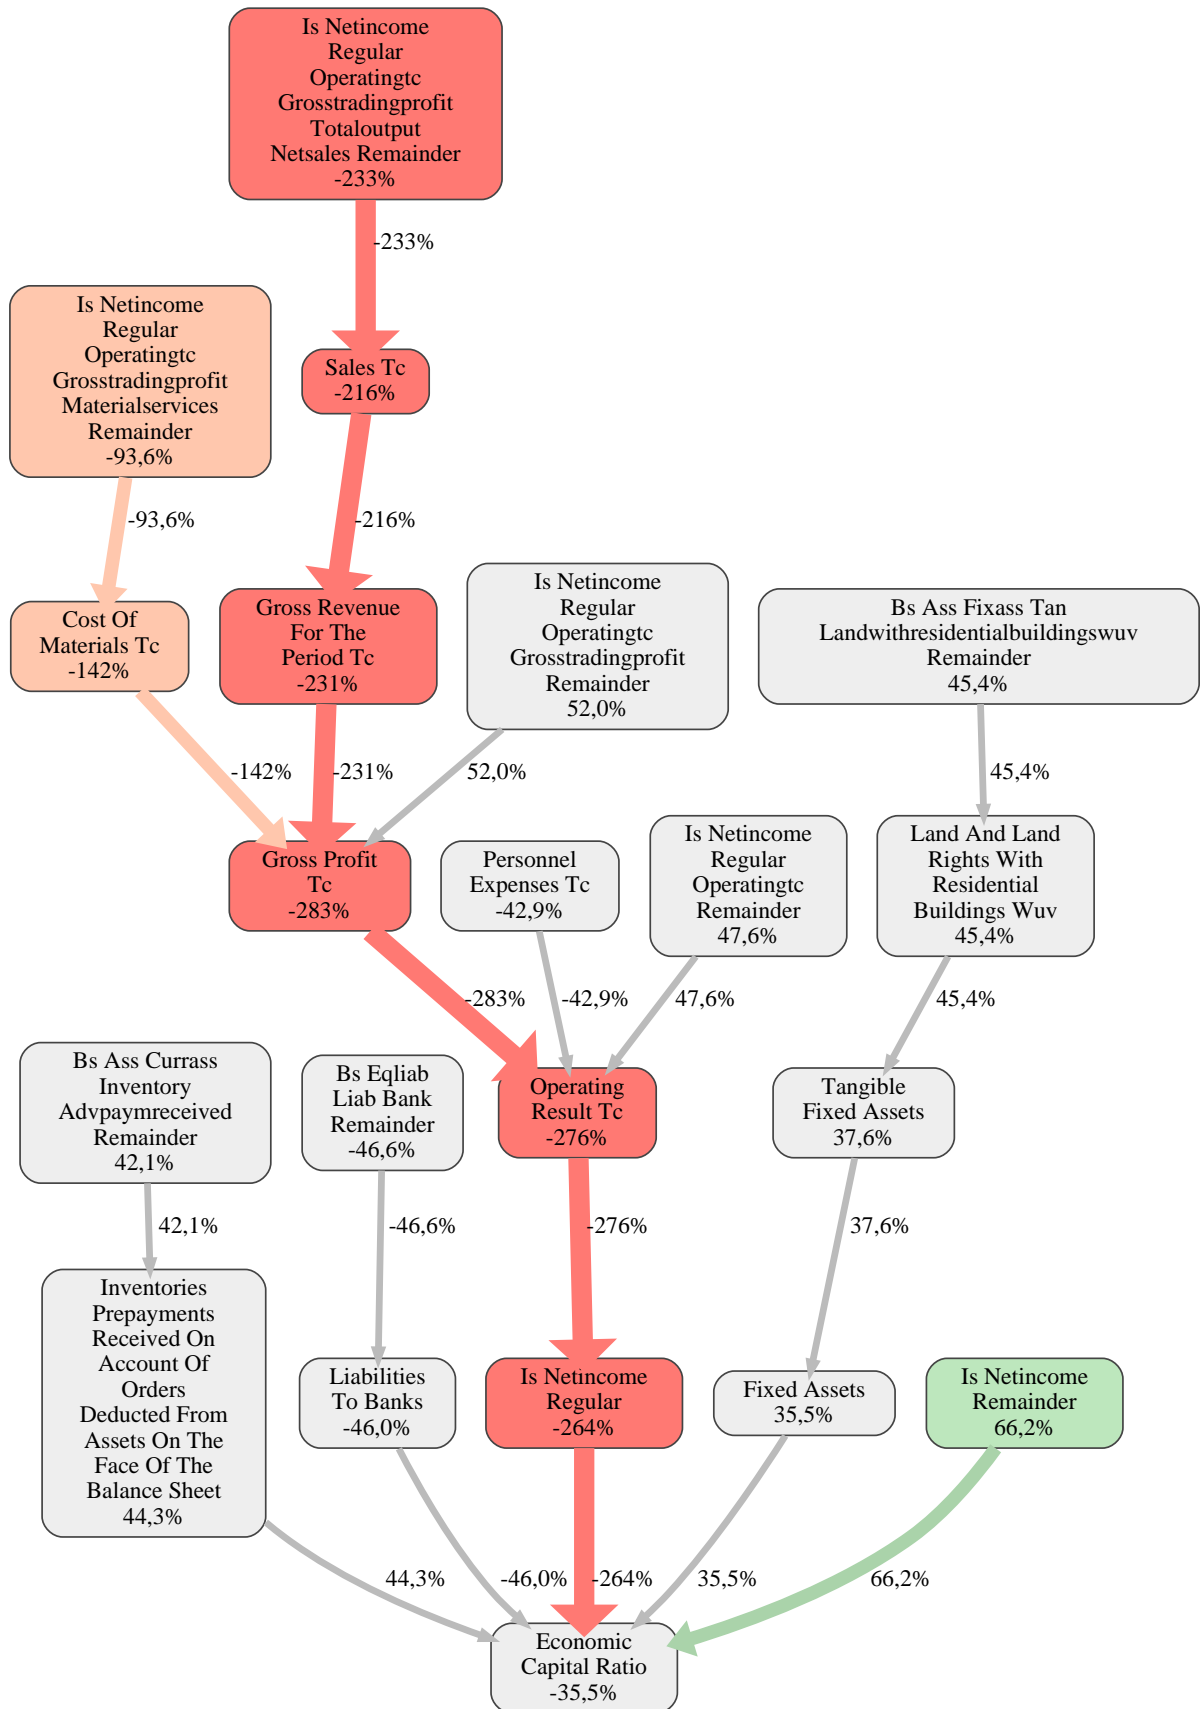 Is Netincome
Regular
Operatingtc
Grosstradingprofit
Totaloutput
Netsales Remainder
-233%
-233%
Is Netincome
Regular
Operatingtc
Grosstradingprofit
Materialservices
Remainder
-93,6%
Sales Tc
-216%
-93,6%
-216%
Cost Of
Materials Tc
-142%
Gross Revenue
For The
Period Tc
-231%
Is Netincome
Regular
Operatingtc
Grosstradingprofit
Remainder
52,0%
Bs Ass Fixass Tan
Landwithresidentialbuildingswuv
Remainder
45,4%
-142%
-231%
52,0%
45,4%
Gross Profit
Tc
-283%
Personnel
Expenses Tc
-42,9%
Is Netincome
Regular
Operatingtc
Remainder
47,6%
Land And Land
Rights With
Residential
Buildings Wuv
45,4%
-283%
-42,9%
47,6%
45,4%
Bs Ass Currass
Inventory
Advpaymreceived
Remainder
42,1%
Bs Eqliab
Liab Bank
Remainder
-46,6%
Operating
Result Tc
-276%
Tangible
Fixed Assets
37,6%
42,1%
-46,6%
-276%
37,6%
Inventories
Prepayments
Received On
Account Of
Orders
Deducted From
Assets On The
Face Of The
Balance Sheet
44,3%
Liabilities
To Banks
-46,0%
Is Netincome
Regular
-264%
Fixed Assets
35,5%
Is Netincome
Remainder
66,2%
44,3%
-46,0%
-264%
35,5%
66,2%
Economic
Capital Ratio
-35,5%